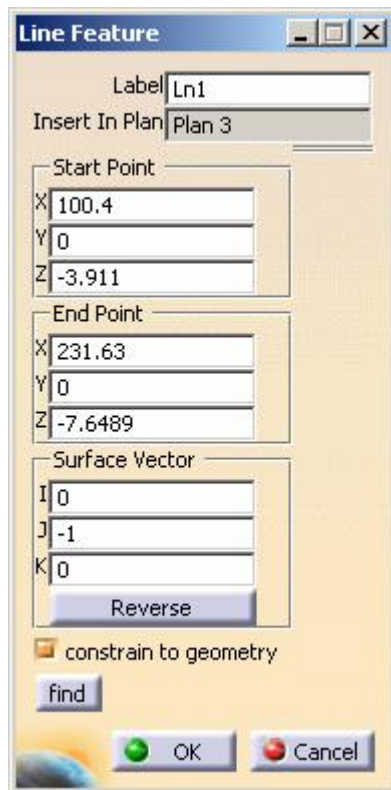 Line Feature
Label Ln1
Insert In Plan Plan 3
Start Point
X 100.4
Y 0
Z -3.911
End Point
X 231.63
Y 0
Z -7.6489
Surface Vector
I 0
J -1
K 0
Reverse
constrain to geometry
find
OK Cancel